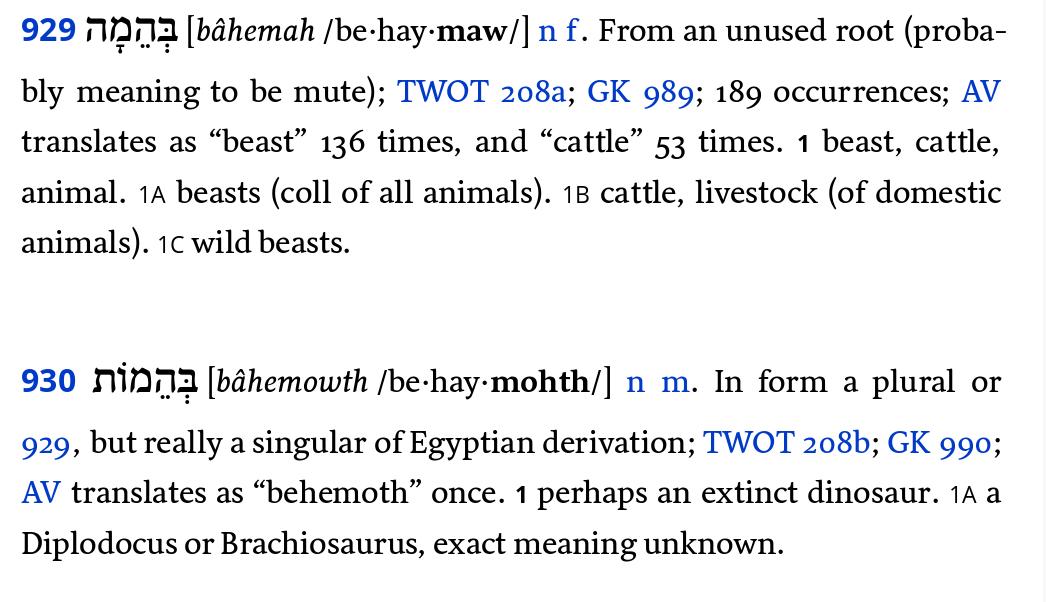 929 בְּהֵמָה [bâhemah /be·hay·maw/] n f. From an unused root (proba-
bly meaning to be mute); TWOT 208a; GK 989; 189 occurrences; AV
translates as “beast” 136 times, and “cattle” 53 times. 1 beast, cattle,
animal. 1A beasts (coll of all animals). 1B cattle, livestock (of domestic
animals). 1C wild beasts.
930 בְּהֵמוֹת [bâhemowth /be·hay·mohth/] n m. In form a plural or
929, but really a singular of Egyptian derivation; TWOT 208b; GK 990;
AV translates as “behemoth” once. 1 perhaps an extinct dinosaur. 1A a
Diplodocus or Brachiosaurus, exact meaning unknown.